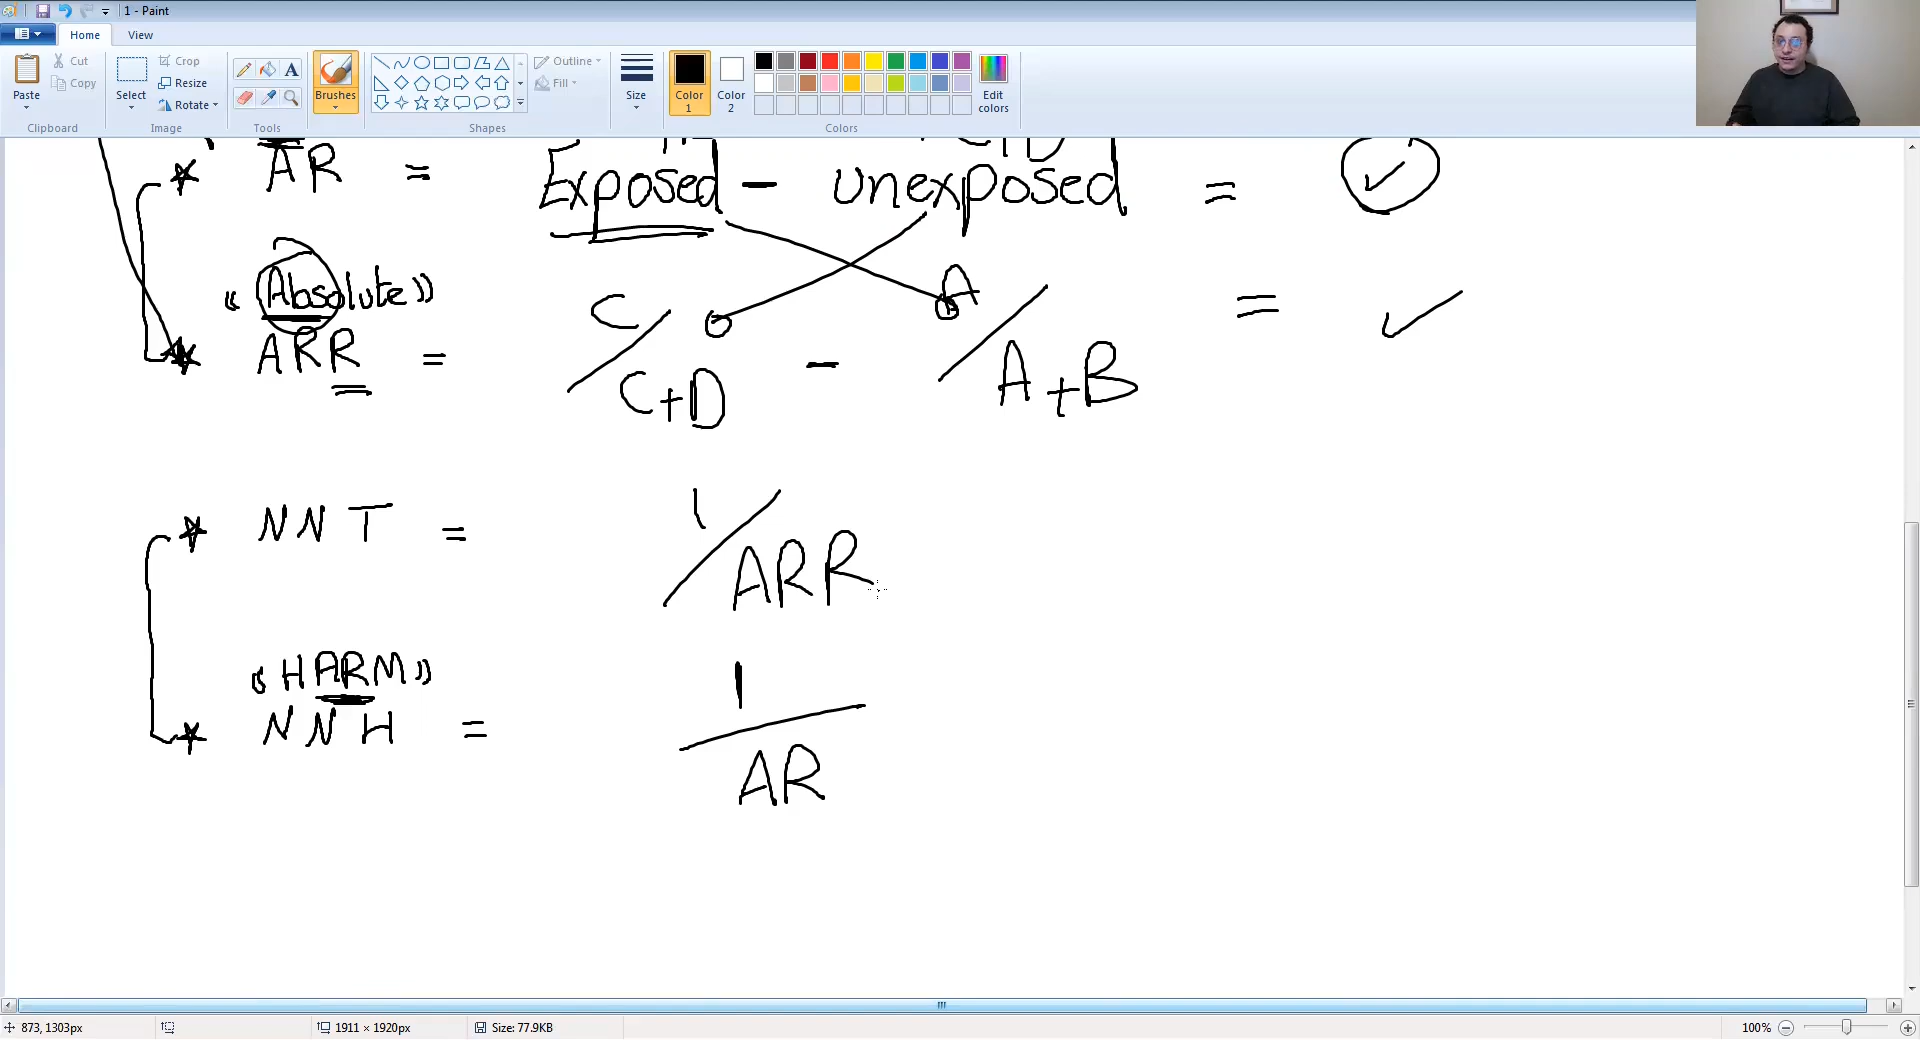 1 - Paint
Home View
Paste Cut Copy Select Crop Resize Rotate Brushes Outline Fill Size Color 1 Color 2 Edit colors
Clipboard Image Tools Shapes Colors
* AR = Exposed - unexposed = ✓
« Absolute »
* ARR = C / C+D - A / A+B = ✓
* NNT = 1 / ARR
« HARM »
* NNH = 1 / AR
873, 1303px 1911 × 1920px Size: 77.9KB 100%